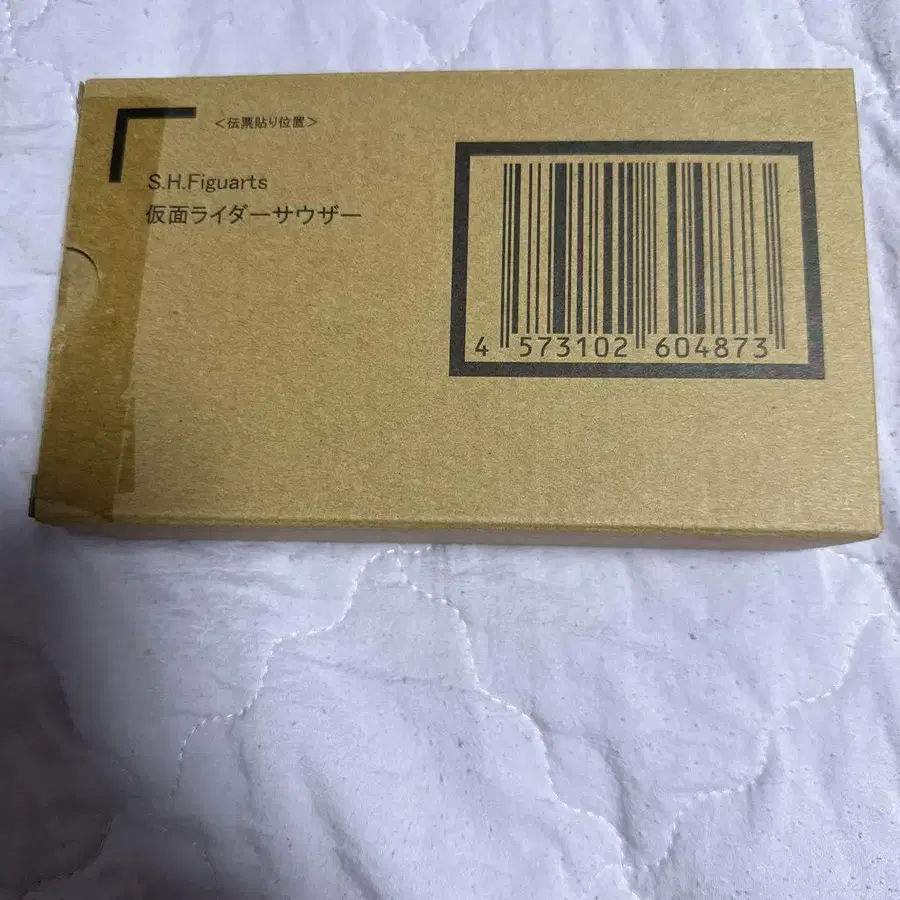 <伝票貼り位置>
S.H.Figuarts
仮面ライダーサウザー
4 573102 604873